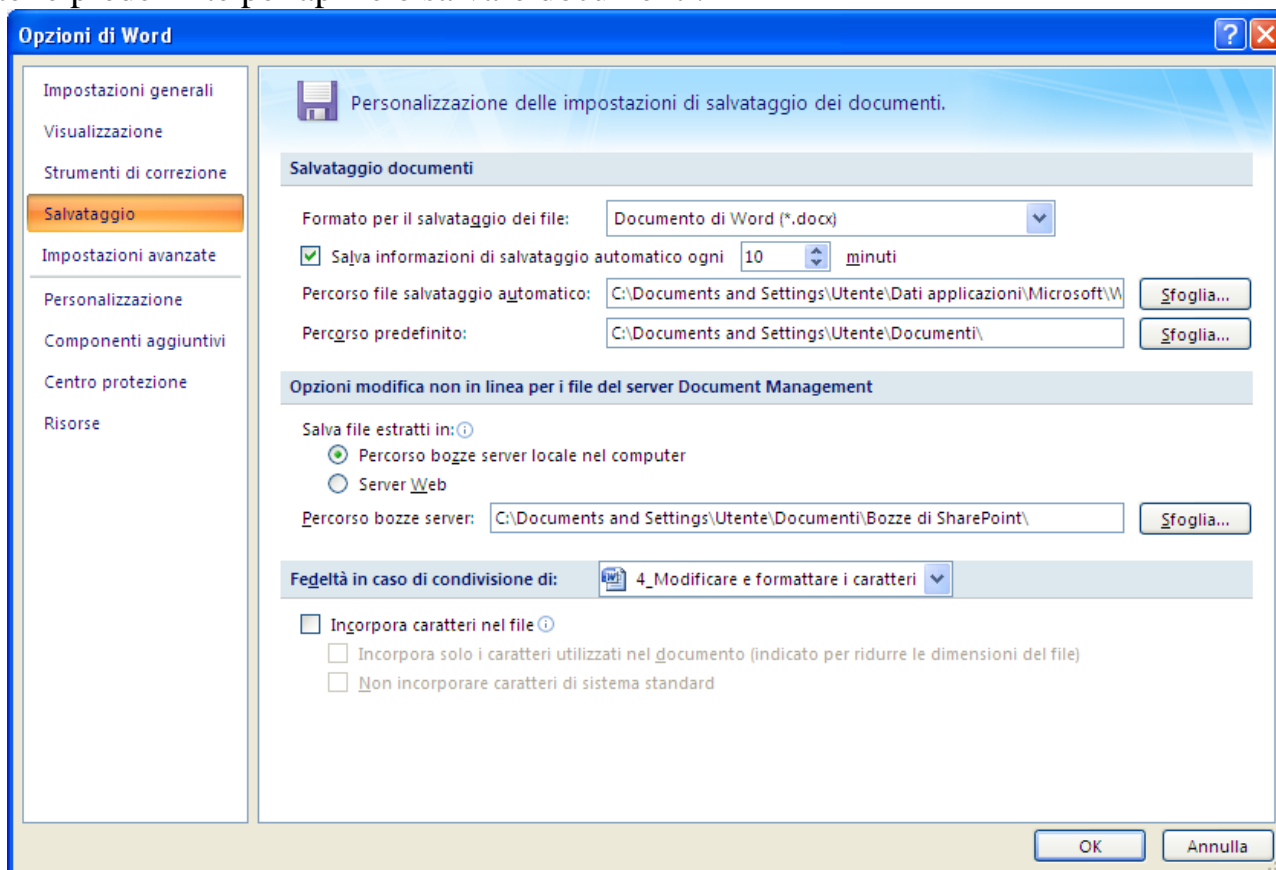 Opzioni di Word
Impostazioni generali
Visualizzazione
Strumenti di correzione
Salvataggio
Impostazioni avanzate
Personalizzazione
Componenti aggiuntivi
Centro protezione
Risorse
Personalizzazione delle impostazioni di salvataggio dei documenti.
Salvataggio documenti
Formato per il salvataggio dei file: Documento di Word (*.docx)
Salva informazioni di salvataggio automatico ogni 10 minuti
Percorso file salvataggio automatico: C:\Documents and Settings\Utente\Dati applicazioni\Microsoft\W Sfoglia...
Percorso predefinito: C:\Documents and Settings\Utente\Documenti\ Sfoglia...
Opzioni modifica non in linea per i file del server Document Management
Salva file estratti in:
Percorso bozze server locale nel computer
Server Web
Percorso bozze server: C:\Documents and Settings\Utente\Documenti\Bozze di SharePoint\ Sfoglia...
Fedeltà in caso di condivisione di: 4_Modificare e formattare i caratteri
Incorpora caratteri nel file
Incorpora solo i caratteri utilizzati nel documento (indicato per ridurre le dimensioni del file)
Non incorporare caratteri di sistema standard
OK Annulla